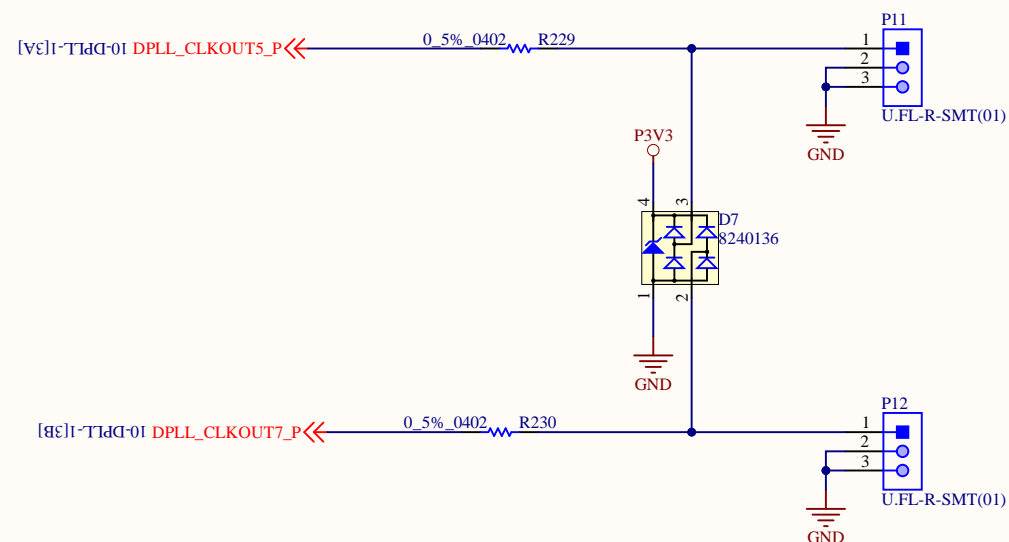 P11
10-DPLL-1[3A] DPLL_CLKOUT5_P 0_5%_0402 R229 1
2
3
U.FL-R-SMT(01)
GND
P3V3
4 3
D7
8240136
1 2
GND
P12
10-DPLL-1[3B] DPLL_CLKOUT7_P 0_5%_0402 R230 1
2
3
U.FL-R-SMT(01)
GND